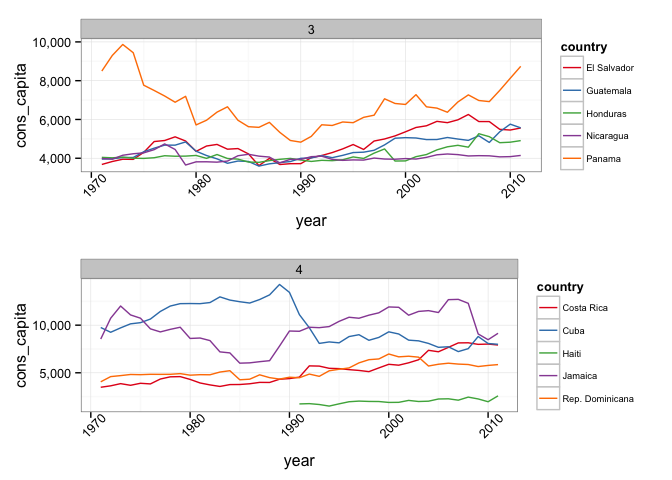 3
cons_capita
10,000
8,000
6,000
4,000
1970
1980
1990
2000
2010
year
country
El Salvador
Guatemala
Honduras
Nicaragua
Panama
4
cons_capita
10,000
5,000
1970
1980
1990
2000
2010
year
country
Costa Rica
Cuba
Haiti
Jamaica
Rep. Dominicana